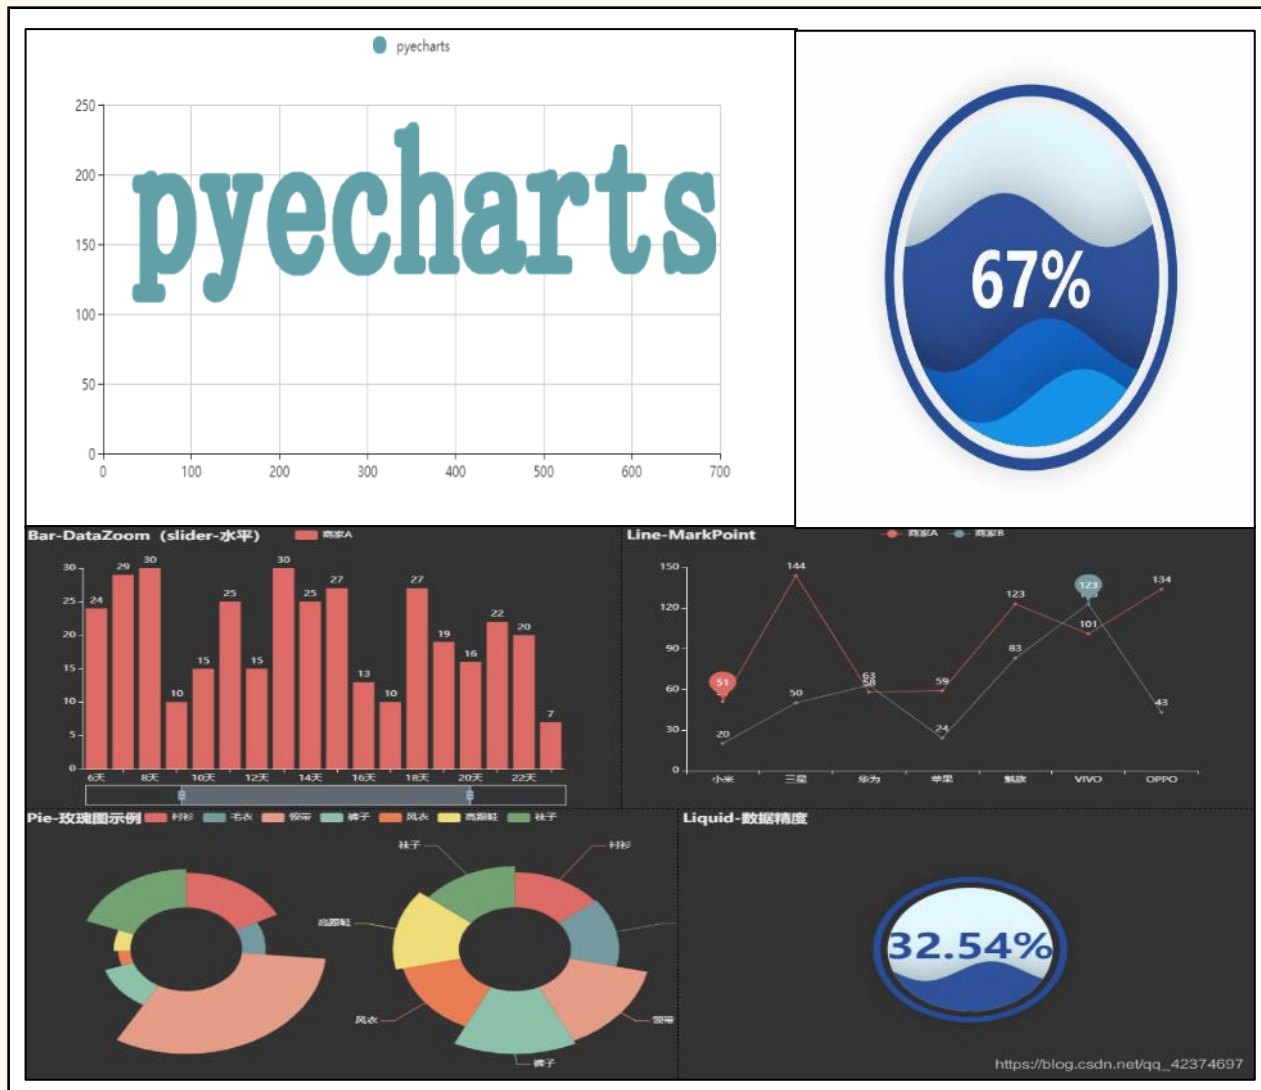 pyecharts
250
200
150
100
50
0
0 100 200 300 400 500 600 700
pyecharts
67%
Bar-DataZoom (slider-水平) 商家A
30
25
20
15
10
5
0
24 29 30 10 15 25 15 30 25 27 13 10 27 19 16 22 20 7
6天 8天 10天 12天 14天 16天 18天 20天 22天
Line-MarkPoint 商家A 商家B
150
120
90
60
30
0
51 144 58 59 123 101 134
20 50 63 24 83 123 43
小米 三星 华为 苹果 魅族 VIVO OPPO
Pie-玫瑰图示例 衬衫 毛衣 领带 裤子 风衣 高跟鞋 袜子
袜子 衬衫
高跟鞋
风衣 领带
裤子
Liquid-数据精度
32.54%
https://blog.csdn.net/qq_42374697